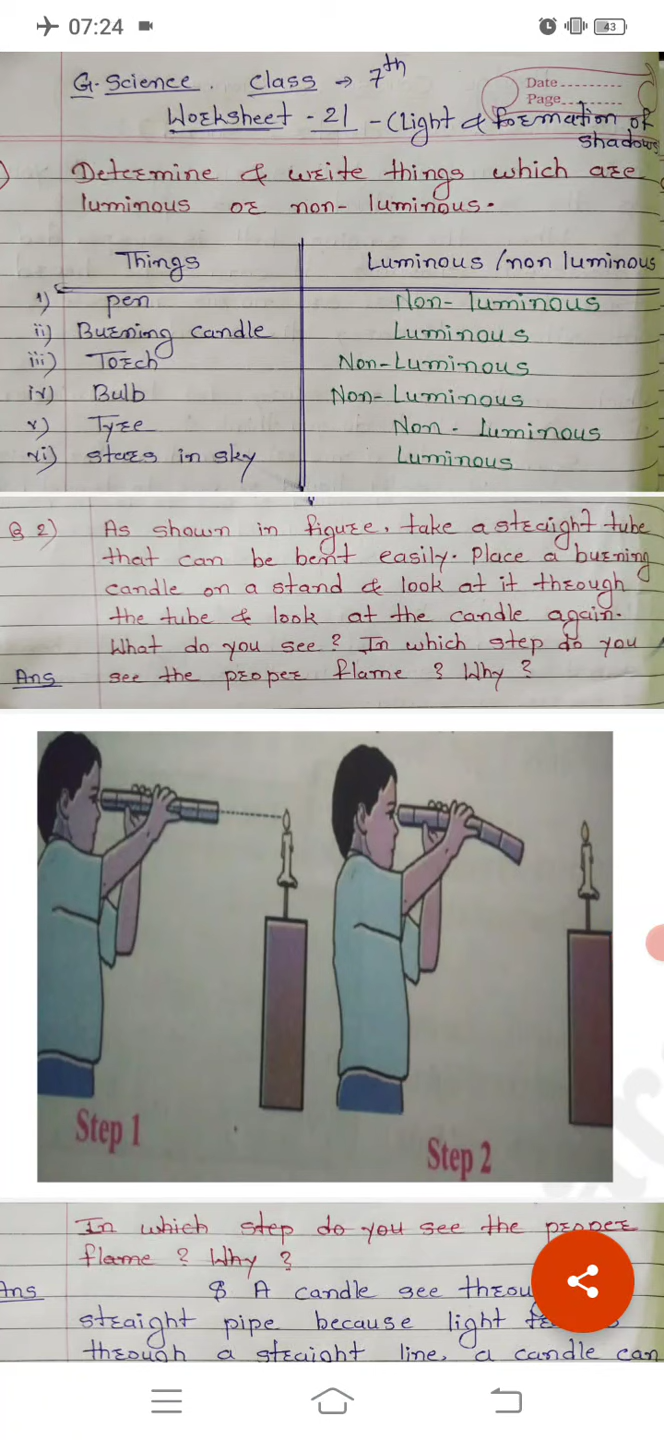 07:24
43
G. Science. Class → 7th
Date
Page
Worksheet - 21 - (Light & formation of
shadows
Determine & write things which are
luminous or non-luminous.
Things Luminous / non luminous
i) pen Non-luminous
ii) Burning candle Luminous
iii) Torch Non-Luminous
iv) Bulb Non-Luminous
v) Tyre Non-Luminous
vi) stars in sky Luminous
Q 2) As shown in figure, take a straight tube
that can be bent easily. Place a burning
candle on a stand & look at it through
the tube & look at the candle again.
What do you see? In which step do you
Ans see the proper flame? Why?
Step 1
Step 2
In which step do you see the proper
flame? Why?
Ans A candle see
staight pipe because light
through a staight line, a candle can